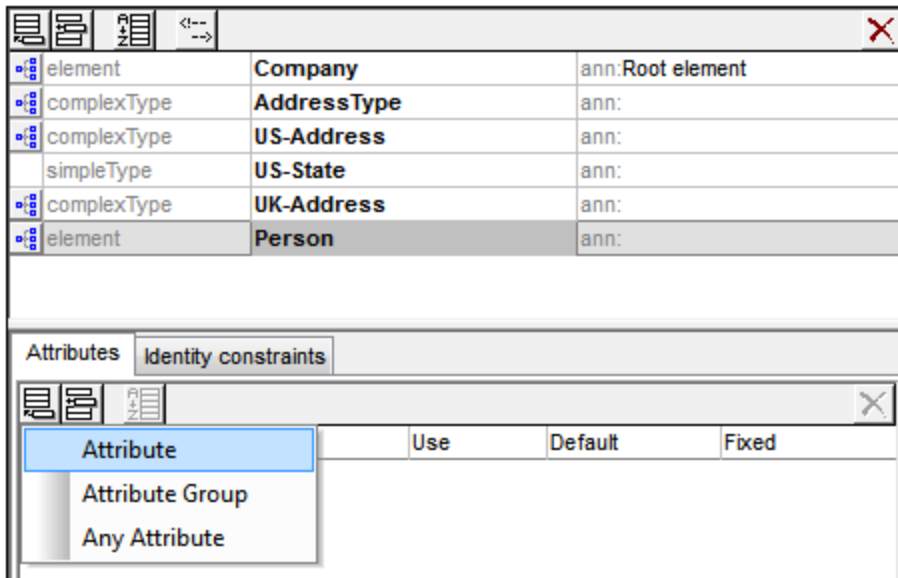 <!-- -->
element Company ann:Root element
complexType AddressType ann:
complexType US-Address ann:
simpleType US-State ann:
complexType UK-Address ann:
element Person ann:
Attributes Identity constraints
Use Default Fixed
Attribute
Attribute Group
Any Attribute